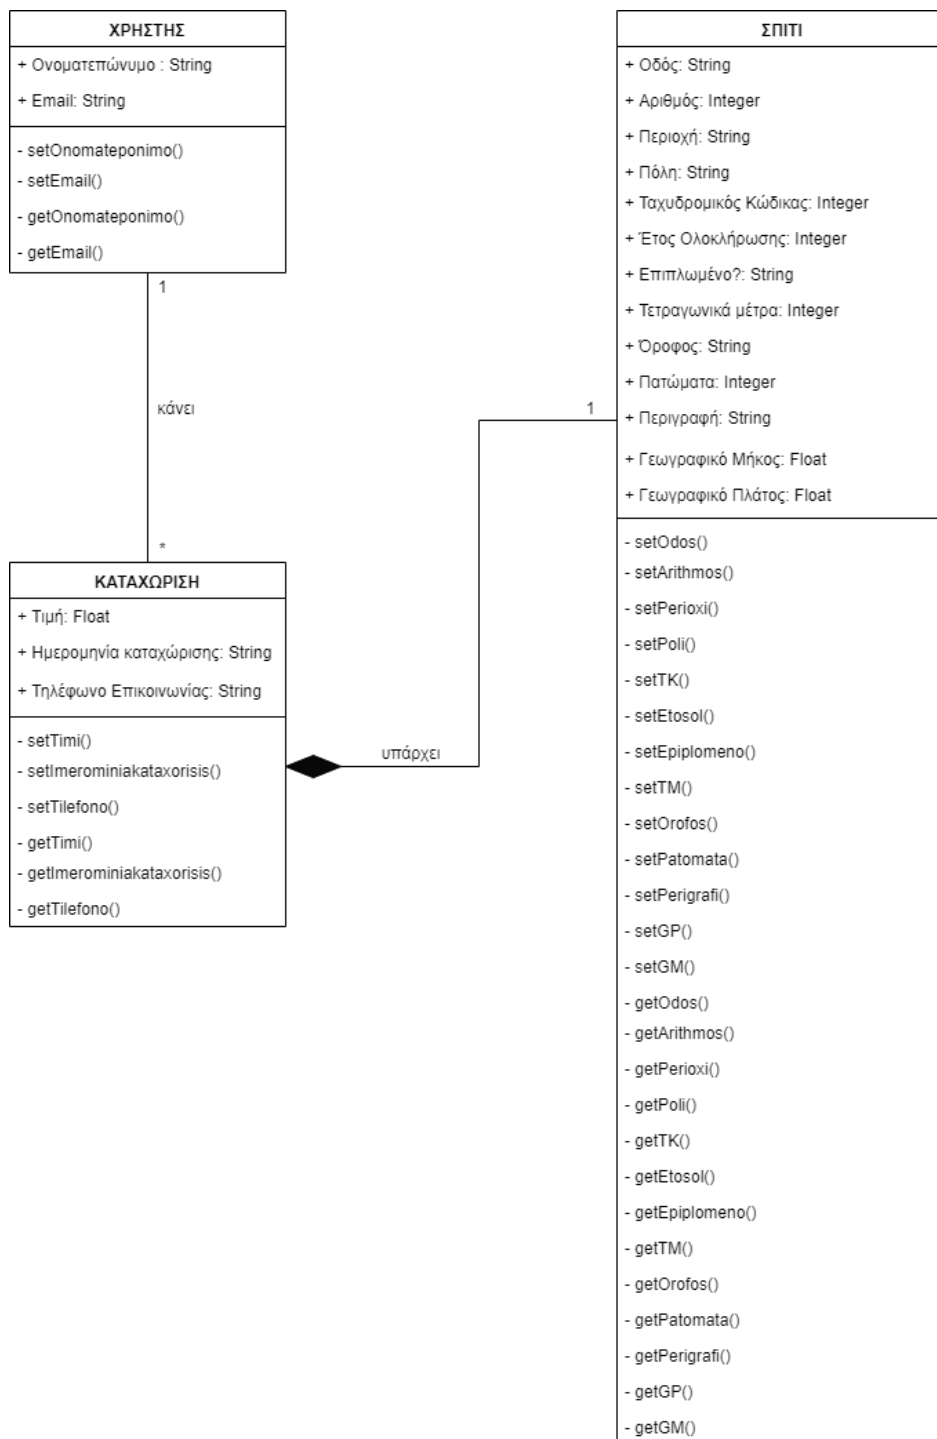 ΧΡΗΣΤΗΣ
+ Ονοματεπώνυμο : String
+ Email: String
- setOnomateponimo()
- setEmail()
- getOnomateponimo()
- getEmail()
1
κάνει
*
ΚΑΤΑΧΩΡΙΣΗ
+ Τιμή: Float
+ Ημερομηνία καταχώρισης: String
+ Τηλέφωνο Επικοινωνίας: String
- setTimi()
- setImerominiakataxorisis()
- setTilefono()
- getTimi()
- getImerominiakataxorisis()
- getTilefono()
υπάρχει
1
ΣΠΙΤΙ
+ Οδός: String
+ Αριθμός: Integer
+ Περιοχή: String
+ Πόλη: String
+ Ταχυδρομικός Κώδικας: Integer
+ Έτος Ολοκλήρωσης: Integer
+ Επιπλωμένο?: String
+ Τετραγωνικά μέτρα: Integer
+ Όροφος: String
+ Πατώματα: Integer
+ Περιγραφή: String
+ Γεωγραφικό Μήκος: Float
+ Γεωγραφικό Πλάτος: Float
- setOdos()
- setArithmos()
- setPerioxi()
- setPoli()
- setTK()
- setEtosol()
- setEpiplomeno()
- setTM()
- setOrofos()
- setPatomata()
- setPerigrafi()
- setGP()
- setGM()
- getOdos()
- getArithmos()
- getPerioxi()
- getPoli()
- getTK()
- getEtosol()
- getEpiplomeno()
- getTM()
- getOrofos()
- getPatomata()
- getPerigrafi()
- getGP()
- getGM()